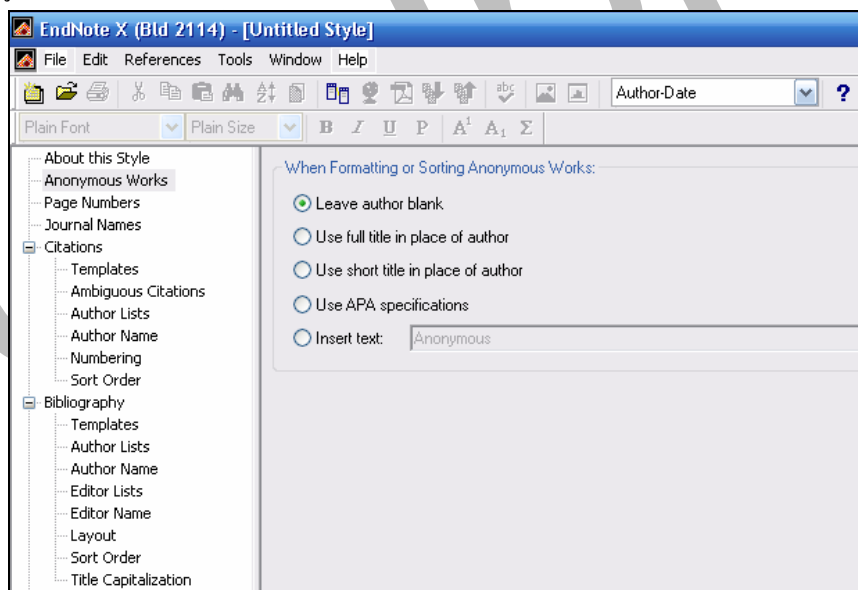 EndNote X (Bld 2114) - [Untitled Style]
File Edit References Tools Window Help
abc Author-Date ?
Plain Font Plain Size B I U P A¹ A₁ Σ
About this Style
Anonymous Works
Page Numbers
Journal Names
Citations
Templates
Ambiguous Citations
Author Lists
Author Name
Numbering
Sort Order
Bibliography
Templates
Author Lists
Author Name
Editor Lists
Editor Name
Layout
Sort Order
Title Capitalization
When Formatting or Sorting Anonymous Works:
Leave author blank
Use full title in place of author
Use short title in place of author
Use APA specifications
Insert text: Anonymous